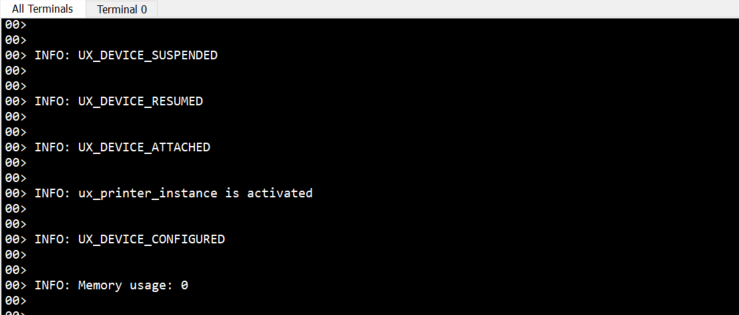 All Terminals Terminal 0
00>
00>
00> INFO: UX_DEVICE_SUSPENDED
00>
00>
00> INFO: UX_DEVICE_RESUMED
00>
00>
00> INFO: UX_DEVICE_ATTACHED
00>
00>
00> INFO: ux_printer_instance is activated
00>
00>
00> INFO: UX_DEVICE_CONFIGURED
00>
00>
00> INFO: Memory usage: 0
00>
00>